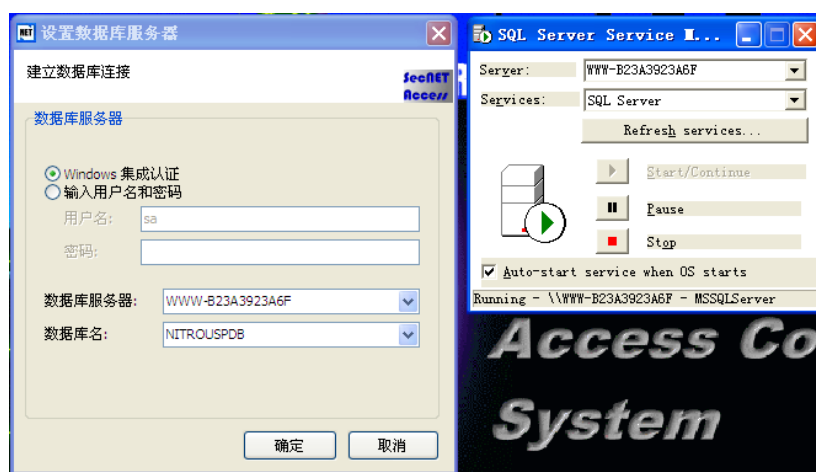 设置数据库服务器
建立数据库连接
SecNET
Access
数据库服务器
Windows 集成认证
输入用户名和密码
用户名:
sa
密码:
数据库服务器:
WWW-B23A3923A6F
数据库名:
NITROUSPDB
确定
取消
SQL Server Service M...
Server:
WWW-B23A3923A6F
Services:
SQL Server
Refresh services...
Start/Continue
Pause
Stop
Auto-start service when OS starts
Running - \\WWW-B23A3923A6F - MSSQLServer
Access Co
System